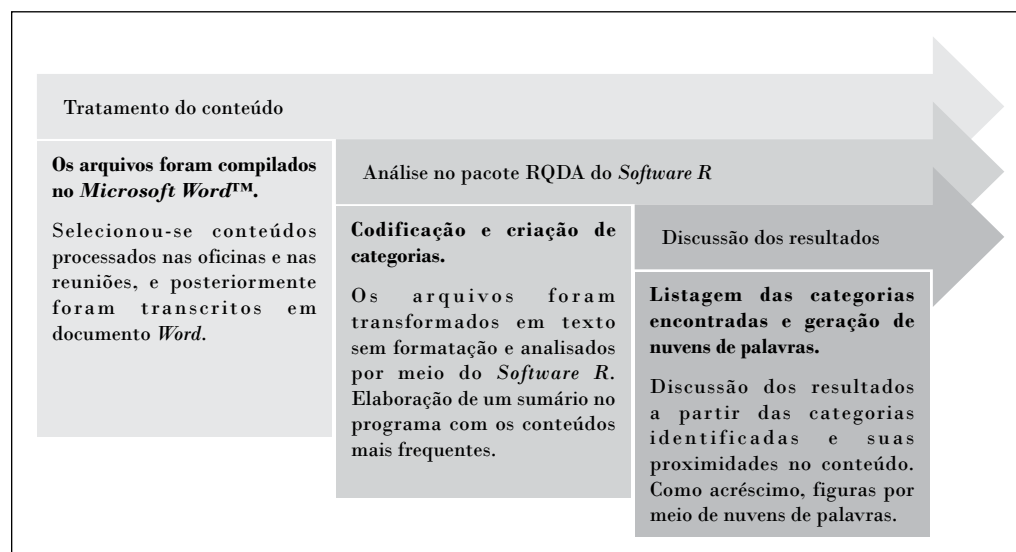 Tratamento do conteúdo
Os arquivos foram compilados
no Microsoft Word™.
Selecionou-se conteúdos
processados nas oficinas e nas
reuniões, e posteriormente
foram transcritos em
documento Word.
Análise no pacote RQDA do Software R
Codificação e criação de
categorias.
Os arquivos foram
transformados em texto
sem formatação e analisados
por meio do Software R.
Elaboração de um sumário no
programa com os conteúdos
mais frequentes.
Discussão dos resultados
Listagem das categorias
encontradas e geração de
nuvens de palavras.
Discussão dos resultados
a partir das categorias
identificadas e suas
proximidades no conteúdo.
Como acréscimo, figuras por
meio de nuvens de palavras.